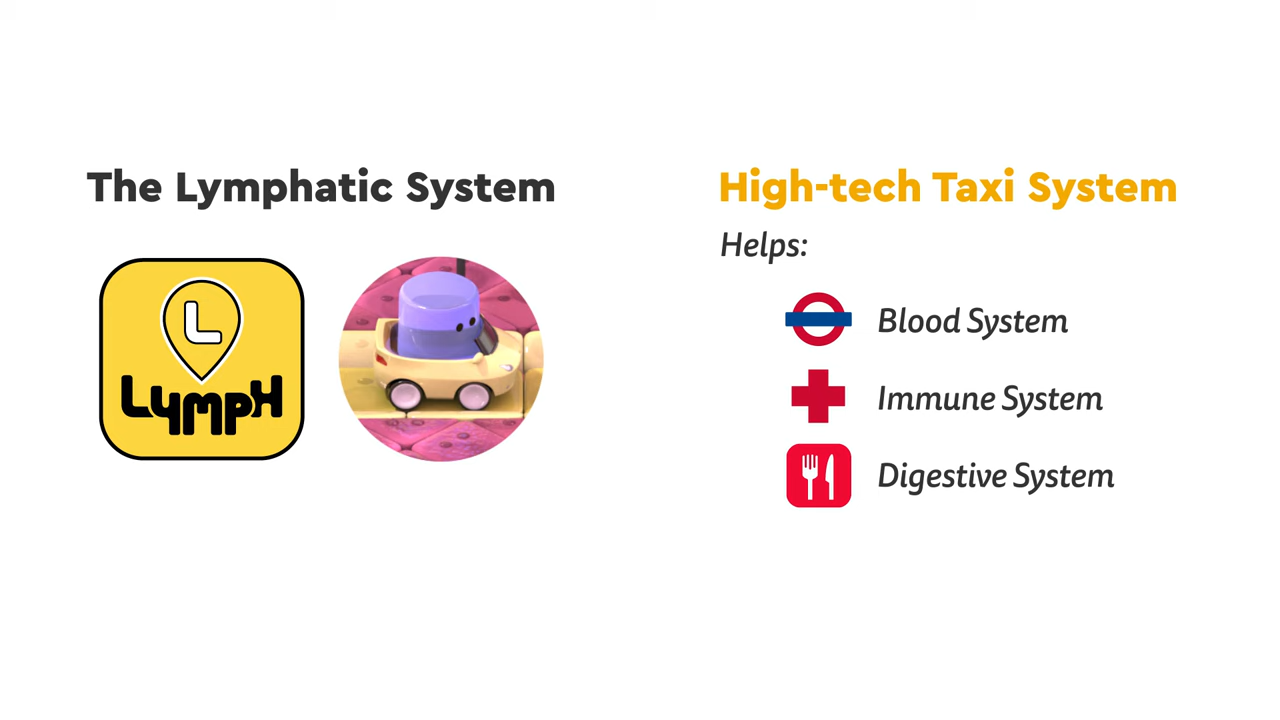 The Lymphatic System
L
LYMPH
High-tech Taxi System
Helps:
Blood System
Immune System
Digestive System